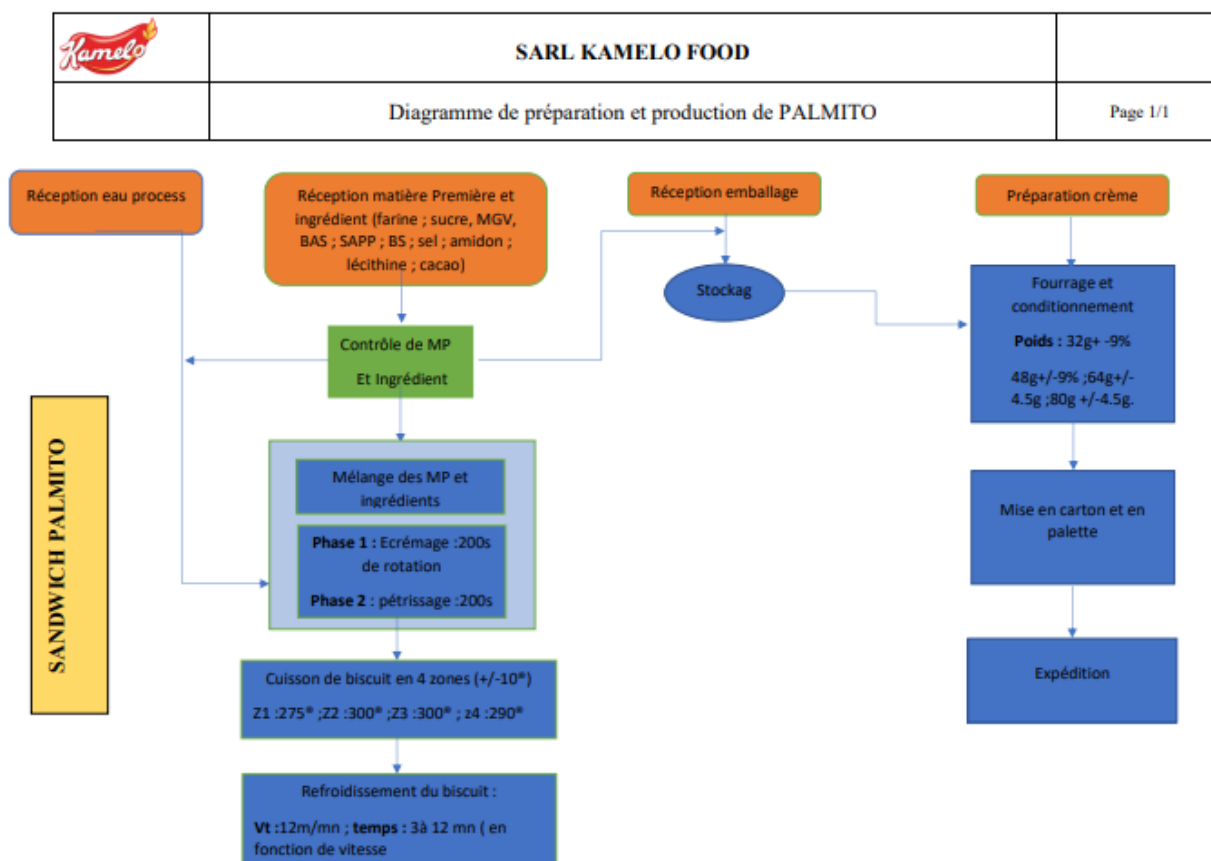 Kamelo
SARL KAMELO FOOD
Diagramme de préparation et production de PALMITO
Page 1/1
Réception eau process
Réception matière Première et
ingrédient (farine ; sucre, MGV,
BAS ; SAPP ; BS ; sel ; amidon ;
lécithine ; cacao)
Réception emballage
Préparation crème
Stockag
Fourrage et
conditionnement
Poids : 32g+ -9%
48g+/-9% ;64g+/-
4.5g ;80g +/-4.5g.
Contrôle de MP
Et Ingrédient
SANDWICH PALMITO
Mélange des MP et
ingrédients
Phase 1 : Ecrémage :200s
de rotation
Phase 2 : pétrissage :200s
Mise en carton et en
palette
Cuisson de biscuit en 4 zones (+/-10°)
Z1 :275° ;Z2 :300° ;Z3 :300° ; z4 :290°
Expédition
Refroidissement du biscuit :
Vt :12m/mn ; temps : 3à 12 mn ( en
fonction de vitesse